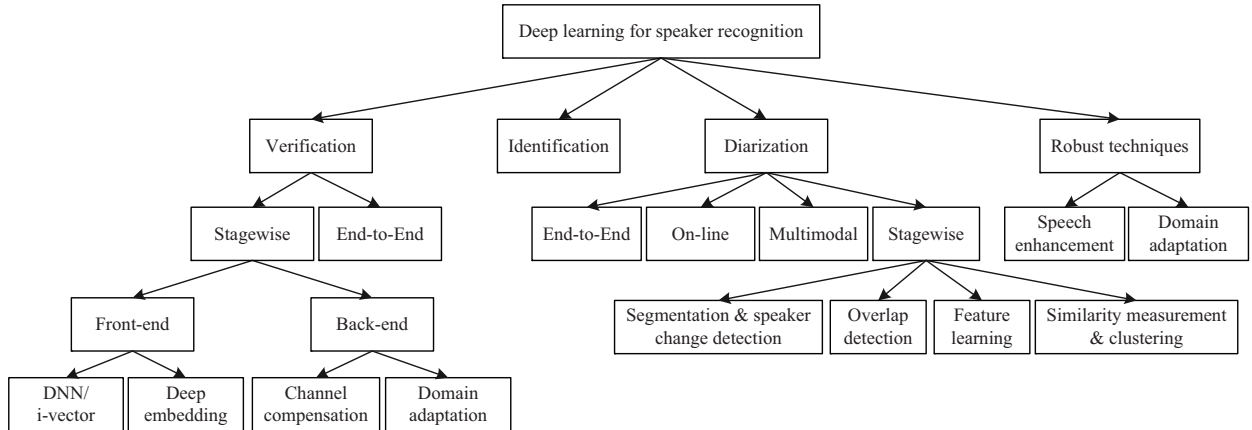 Deep learning for speaker recognition
Verification
Identification
Diarization
Robust techniques
Stagewise
End-to-End
End-to-End
On-line
Multimodal
Stagewise
Speech
enhancement
Domain
adaptation
Front-end
Back-end
Segmentation & speaker
change detection
Overlap
detection
Feature
learning
Similarity measurement
& clustering
DNN/
i-vector
Deep
embedding
Channel
compensation
Domain
adaptation